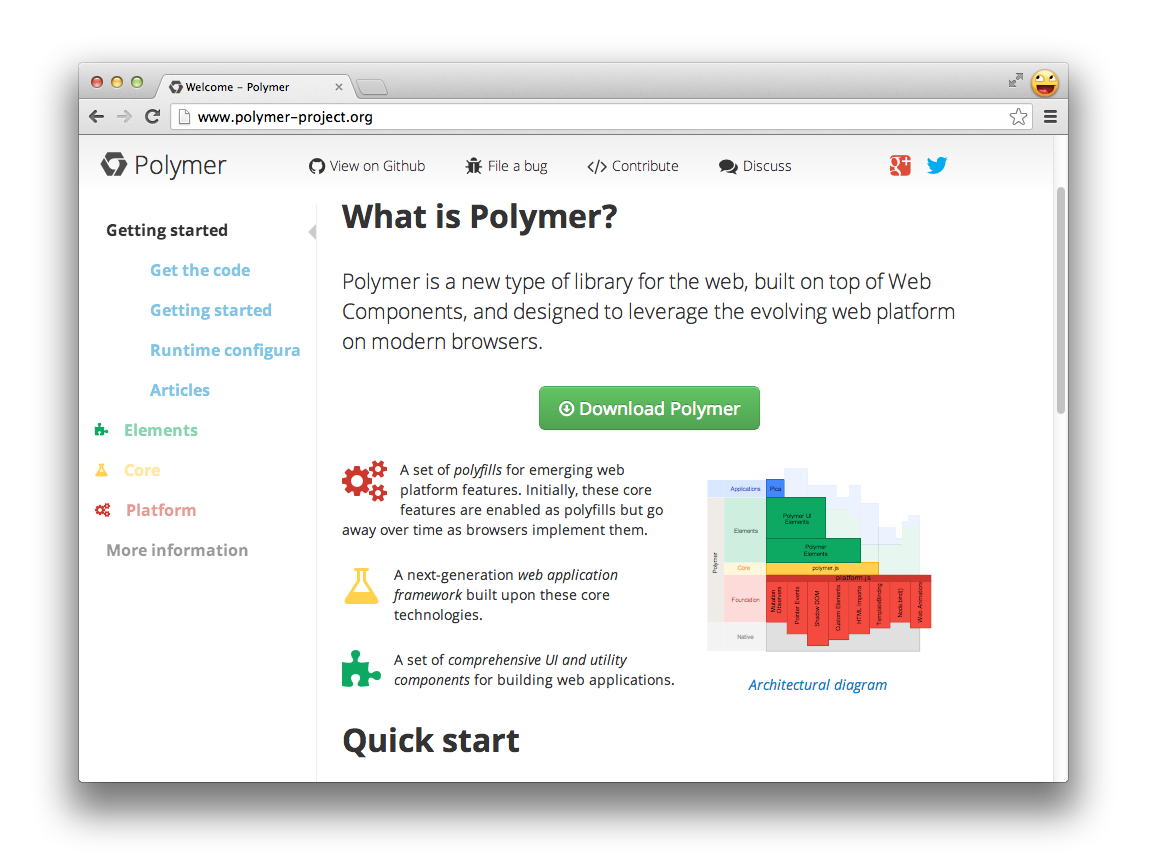 Welcome – Polymer
www.polymer-project.org
Polymer
View on Github
File a bug
Contribute
Discuss
Getting started
Get the code
Getting started
Runtime configura
Articles
Elements
Core
Platform
More information
What is Polymer?
Polymer is a new type of library for the web, built on top of Web
Components, and designed to leverage the evolving web platform
on modern browsers.
Download Polymer
A set of polyfills for emerging web
platform features. Initially, these core
features are enabled as polyfills but go
away over time as browsers implement them.
A next-generation web application
framework built upon these core
technologies.
A set of comprehensive UI and utility
components for building web applications.
Applications
Pica
Polymer
Elements
Polymer UI
Elements
Polymer
Elements
Core
polymer.js
platform.js
Foundation
Mutation
Observers
Pointer Events
Shadow DOM
Custom Elements
HTML Imports
TemplateBinding
Node.bind()
Web Animations
Native
Architectural diagram
Quick start